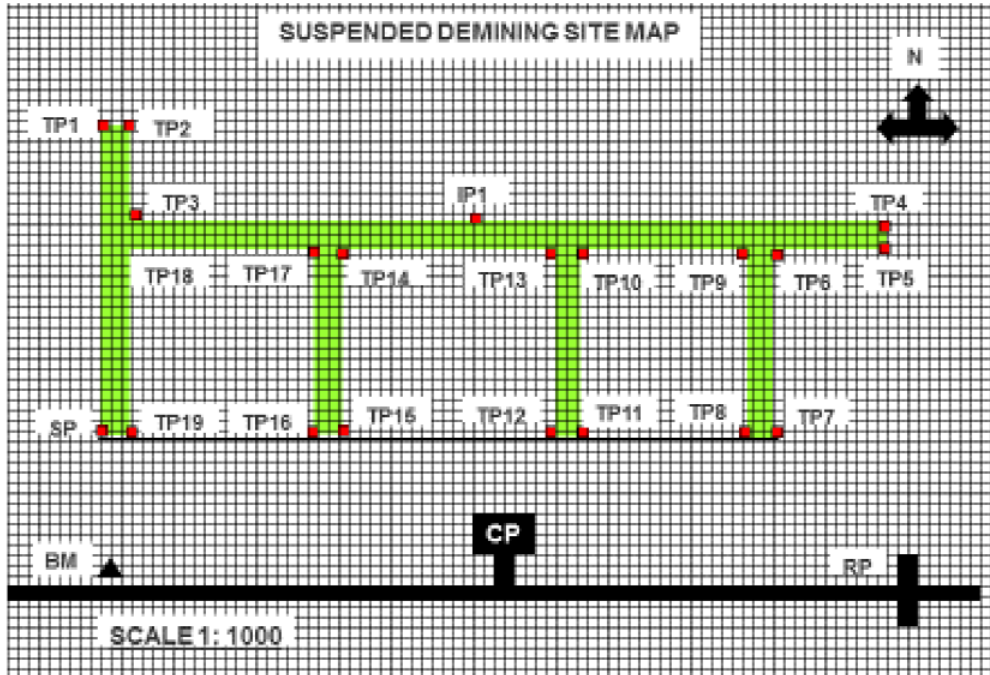 SUSPENDED DEMINING SITE MAP
N
TP1
TP2
TP3
IP1
TP4
TP18
TP17
TP14
TP13
TP10
TP9
TP6
TP5
SP
TP19
TP16
TP15
TP12
TP11
TP8
TP7
CP
BM
RP
SCALE 1: 1000